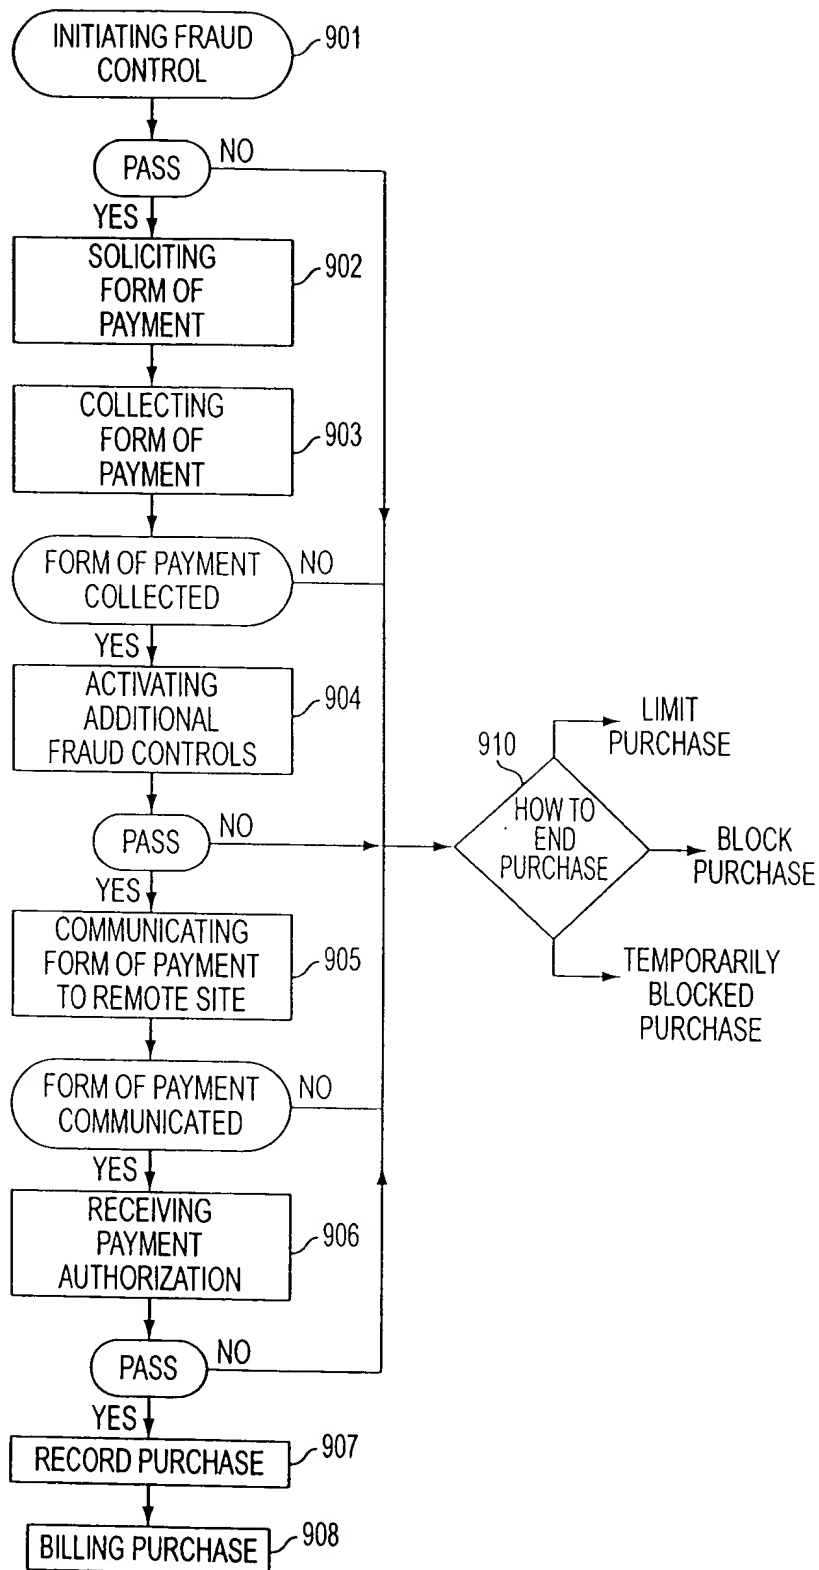 INITIATING FRAUD
CONTROL
901
PASS
NO
YES
SOLICITING
FORM OF
PAYMENT
902
COLLECTING
FORM OF
PAYMENT
903
FORM OF PAYMENT
COLLECTED
NO
YES
ACTIVATING
ADDITIONAL
FRAUD CONTROLS
904
PASS
NO
YES
COMMUNICATING
FORM OF PAYMENT
TO REMOTE SITE
905
FORM OF PAYMENT
COMMUNICATED
NO
YES
RECEIVING
PAYMENT
AUTHORIZATION
906
PASS
NO
YES
RECORD PURCHASE
907
BILLING PURCHASE
908
910
HOW TO
END
PURCHASE
LIMIT
PURCHASE
BLOCK
PURCHASE
TEMPORARILY
BLOCKED
PURCHASE